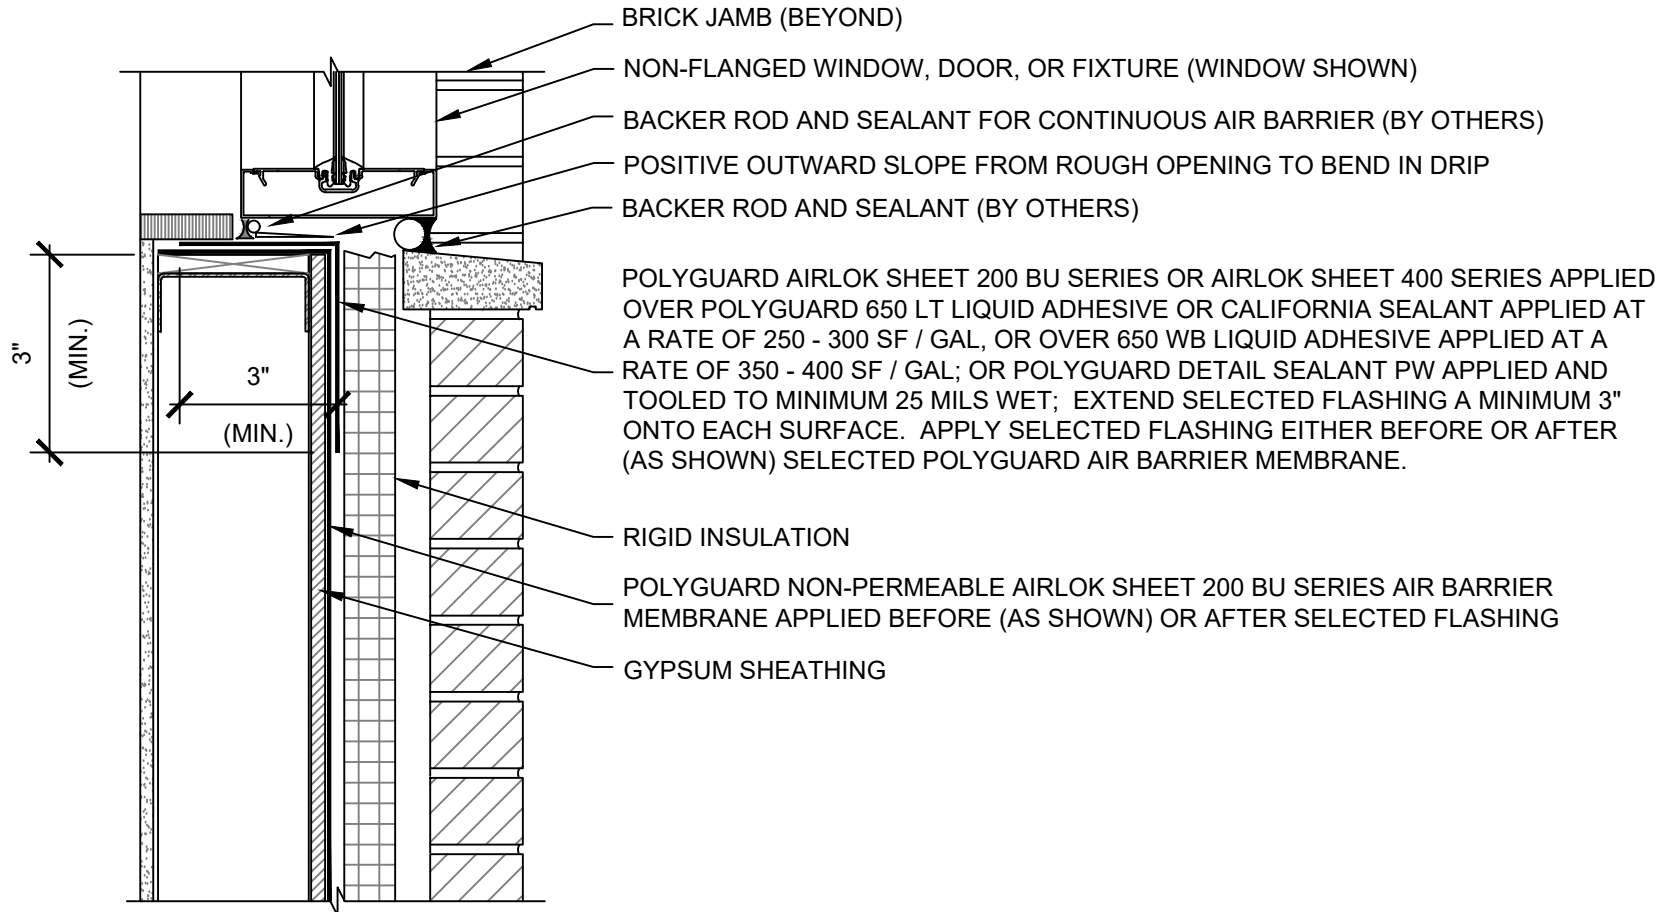 BRICK JAMB (BEYOND)
NON-FLANGED WINDOW, DOOR, OR FIXTURE (WINDOW SHOWN)
BACKER ROD AND SEALANT FOR CONTINUOUS AIR BARRIER (BY OTHERS)
POSITIVE OUTWARD SLOPE FROM ROUGH OPENING TO BEND IN DRIP
BACKER ROD AND SEALANT (BY OTHERS)
POLYGUARD AIRLOK SHEET 200 BU SERIES OR AIRLOK SHEET 400 SERIES APPLIED
OVER POLYGUARD 650 LT LIQUID ADHESIVE OR CALIFORNIA SEALANT APPLIED AT
A RATE OF 250 - 300 SF / GAL, OR OVER 650 WB LIQUID ADHESIVE APPLIED AT A
RATE OF 350 - 400 SF / GAL; OR POLYGUARD DETAIL SEALANT PW APPLIED AND
TOOLED TO MINIMUM 25 MILS WET;  EXTEND SELECTED FLASHING A MINIMUM 3"
ONTO EACH SURFACE.  APPLY SELECTED FLASHING EITHER BEFORE OR AFTER
(AS SHOWN) SELECTED POLYGUARD AIR BARRIER MEMBRANE.
3"
(MIN.)
3"
(MIN.)
RIGID INSULATION
POLYGUARD NON-PERMEABLE AIRLOK SHEET 200 BU SERIES AIR BARRIER
MEMBRANE APPLIED BEFORE (AS SHOWN) OR AFTER SELECTED FLASHING
GYPSUM SHEATHING